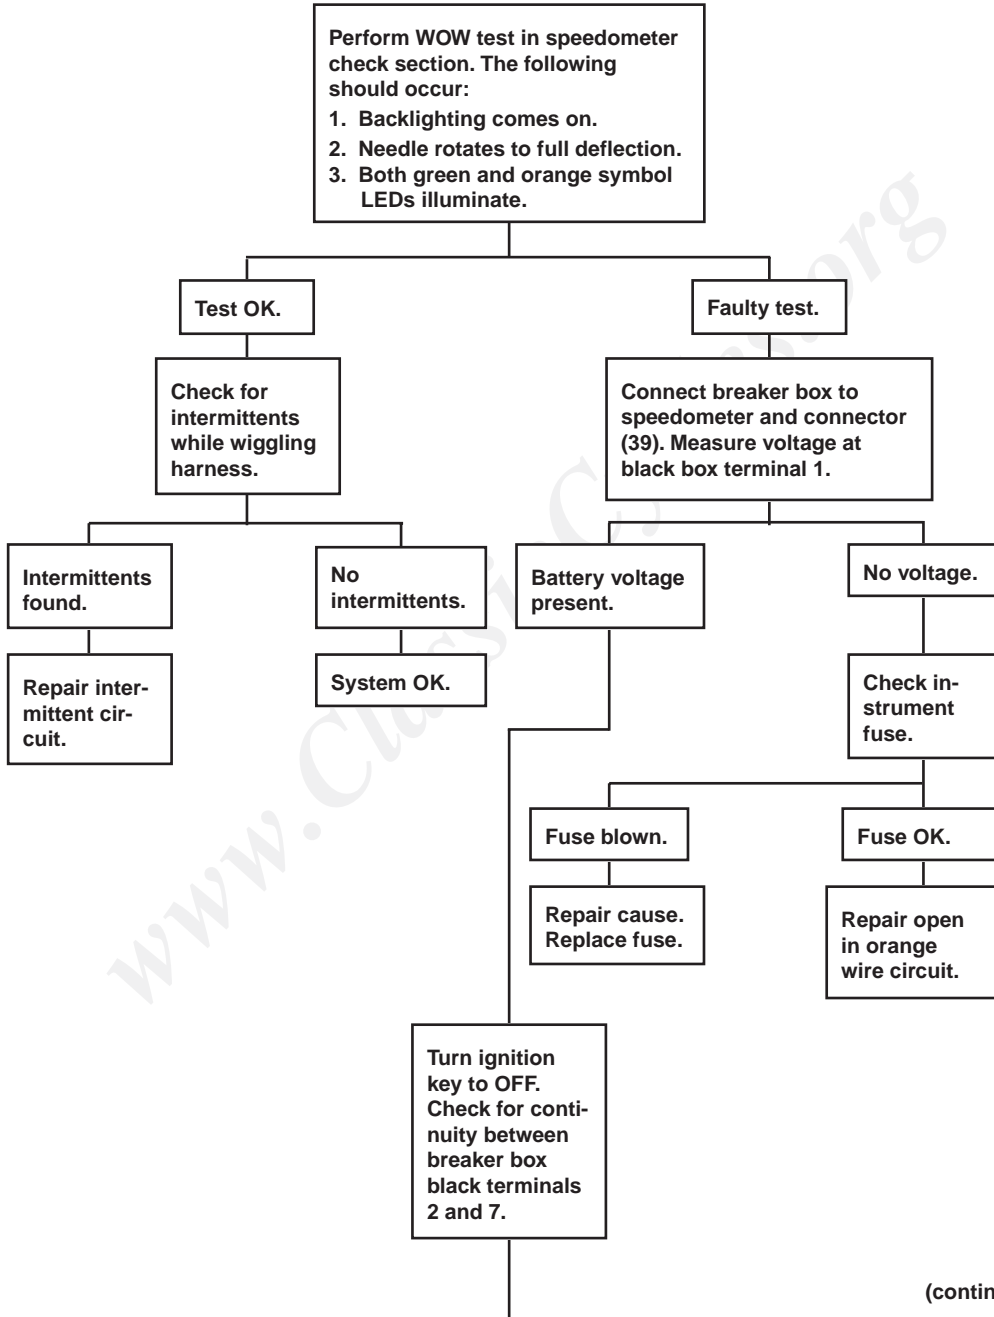 Perform WOW test in speedometer
check section. The following
should occur:
1. Backlighting comes on.
2. Needle rotates to full deflection.
3. Both green and orange symbol
LEDs illuminate.
Test OK.
Faulty test.
Check for
intermittents
while wiggling
harness.
Connect breaker box to
speedometer and connector
(39). Measure voltage at
black box terminal 1.
Intermittents
found.
No
intermittents.
Battery voltage
present.
No voltage.
Repair inter-
mittent cir-
cuit.
System OK.
Check in-
strument
fuse.
Fuse blown.
Fuse OK.
Repair cause.
Replace fuse.
Repair open
in orange
wire circuit.
Turn ignition
key to OFF.
Check for conti-
nuity between
breaker box
black terminals
2 and 7.
(contin